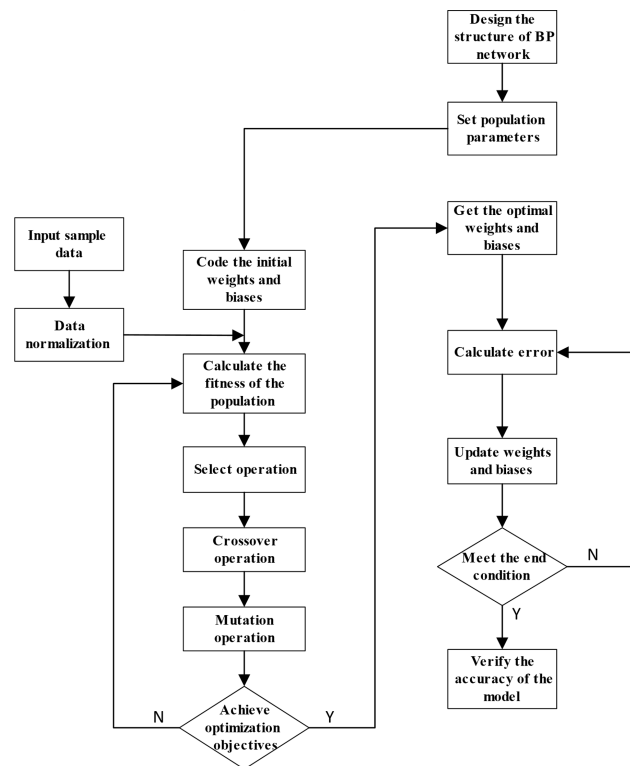 Design the
structure of BP
network
Set population
parameters
Input sample
data
Data
normalization
Code the initial
weights and
biases
Calculate the
fitness of the
population
Select operation
Crossover
operation
Mutation
operation
Achieve
optimization
objectives
N
Y
Get the optimal
weights and
biases
Calculate error
Update weights
and biases
Meet the end
condition
N
Y
Verify the
accuracy of the
model